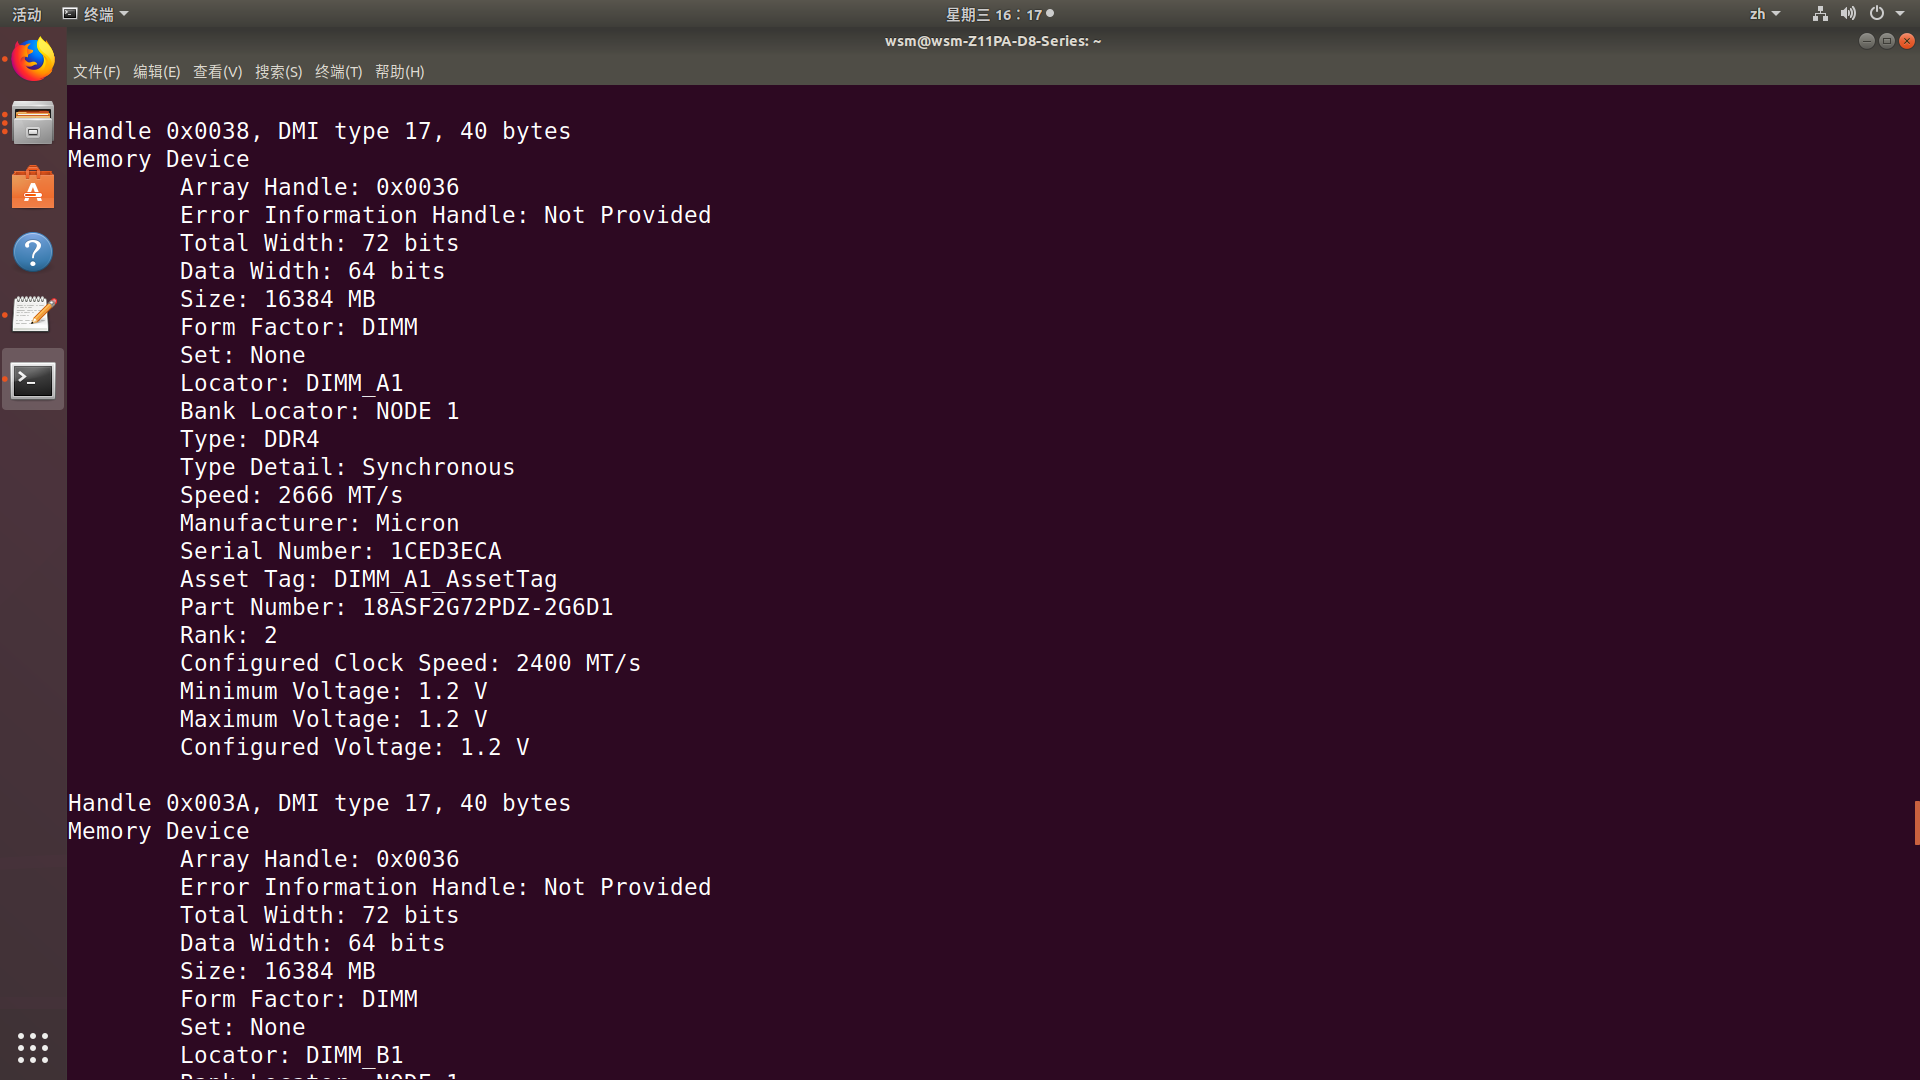 活动 终端 星期三 16：17 zh
wsm@wsm-Z11PA-D8-Series: ~
文件(F) 编辑(E) 查看(V) 搜索(S) 终端(T) 帮助(H)
Handle 0x0038, DMI type 17, 40 bytes
Memory Device
Array Handle: 0x0036
Error Information Handle: Not Provided
Total Width: 72 bits
Data Width: 64 bits
Size: 16384 MB
Form Factor: DIMM
Set: None
Locator: DIMM_A1
Bank Locator: NODE 1
Type: DDR4
Type Detail: Synchronous
Speed: 2666 MT/s
Manufacturer: Micron
Serial Number: 1CED3ECA
Asset Tag: DIMM_A1_AssetTag
Part Number: 18ASF2G72PDZ-2G6D1
Rank: 2
Configured Clock Speed: 2400 MT/s
Minimum Voltage: 1.2 V
Maximum Voltage: 1.2 V
Configured Voltage: 1.2 V
Handle 0x003A, DMI type 17, 40 bytes
Memory Device
Array Handle: 0x0036
Error Information Handle: Not Provided
Total Width: 72 bits
Data Width: 64 bits
Size: 16384 MB
Form Factor: DIMM
Set: None
Locator: DIMM_B1
Bank Locator: NODE 1